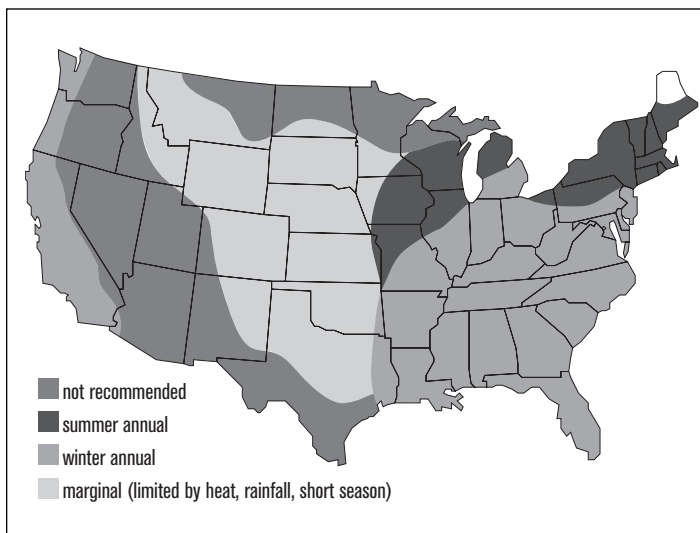 not recommended
summer annual
winter annual
marginal (limited by heat, rainfall, short season)